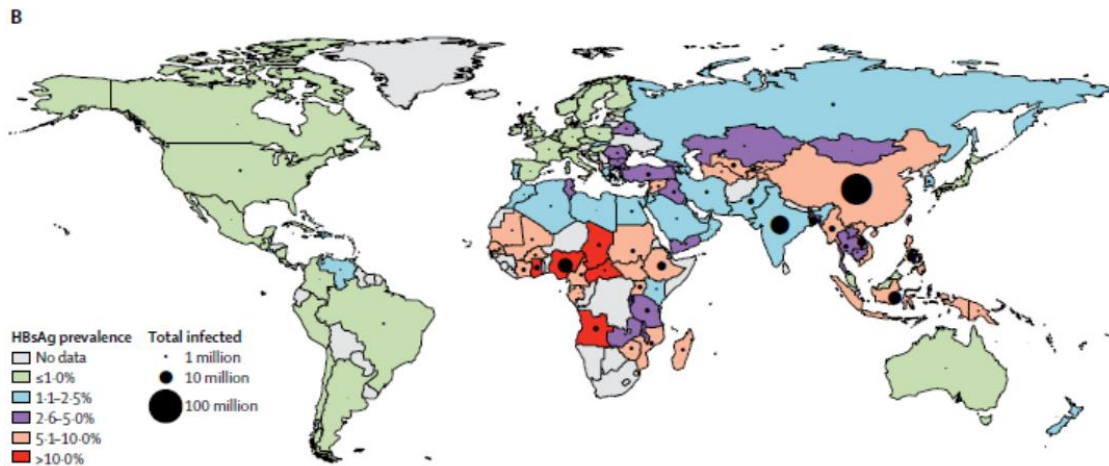 B
HBsAg prevalence
No data
≤1·0%
1·1–2·5%
2·6–5·0%
5·1–10·0%
>10·0%
Total infected
1 million
10 million
100 million